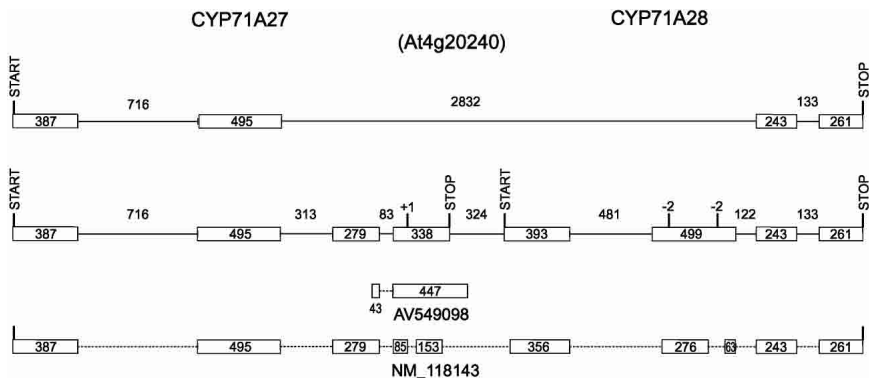 CYP71A27 CYP71A28
(At4g20240)
START STOP
716 2832 133
387 495 243 261
START +1 STOP START -2 -2 STOP
716 313 83 324 481 122 133
387 495 279 338 393 499 243 261
447
43
AV549098
387 495 279 85 153 356 276 63 243 261
NM_118143